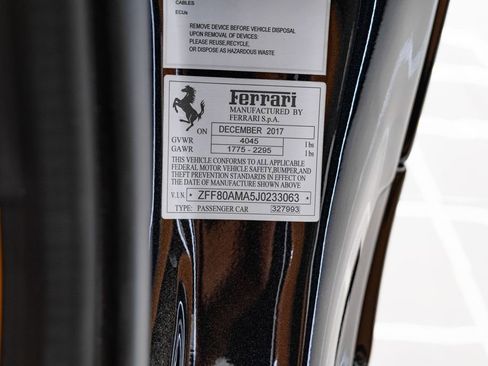 CABLES
ECUs
REMOVE DEVICE BEFORE VEHICLE DISPOSAL
UPON REMOVAL OF DEVICES:
PLEASE REUSE,RECYCLE,
OR DISPOSE AS HAZARDOUS WASTE
Ferrari
MANUFACTURED BY
FERRARI S.p.A.
ON DECEMBER 2017
GVWR 4045 lbs
GAWR 1775 - 2295 lbs
THIS VEHICLE CONFORMS TO ALL APPLICABLE
FEDERAL MOTOR VEHICLE SAFETY,BUMPER,AND
THEFT PREVENTION STANDARDS IN EFFECT ON
THE DATE OF MANUFACTURE SHOWN ABOVE
V.I.N * ZFF80AMA5J0233063 *
TYPE: PASSENGER CAR 327993